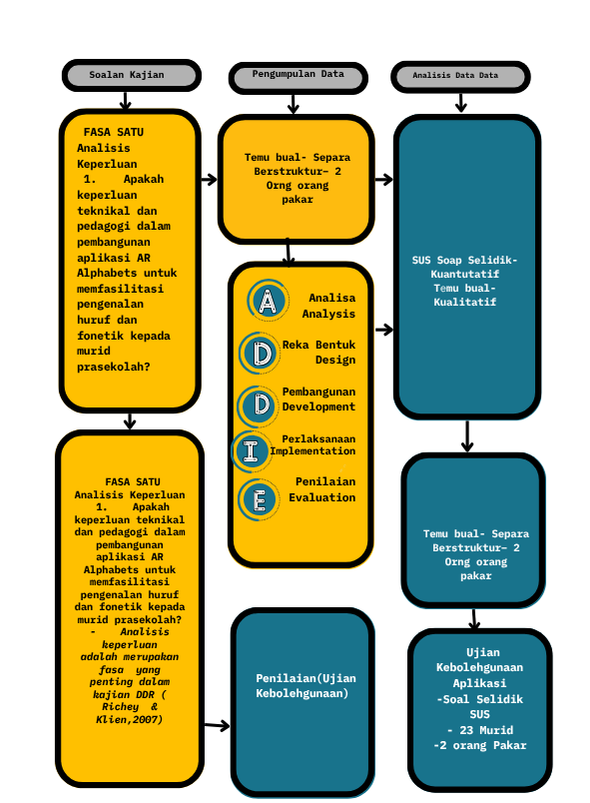 Soalan Kajian
Pengumpulan Data
Analisis Data Data
FASA SATU
Analisis
Keperluan
1. Apakah
keperluan
teknikal dan
pedagogi dalam
pembangunan
aplikasi AR
Alphabets untuk
memfasilitasi
pengenalan
huruf dan
fonetik kepada
murid
prasekolah?
Temu bual- Separa
Berstruktur- 2
Orng orang
pakar
SUS Soap Selidik-
Kuantutatif
Temu bual-
Kualitatif
A
Analisa
Analysis
D
Reka Bentuk
Design
D
Pembangunan
Development
I
Perlaksanaan
Implementation
E
Penilaian
Evaluation
FASA SATU
Analisis Keperluan
1. Apakah
keperluan teknikal
dan pedagogi dalam
pembangunan
aplikasi AR
Alphabets untuk
memfasilitasi
pengenalan huruf
dan fonetik kepada
murid prasekolah?
- Analisis
keperluan
adalah merupakan
fasa yang
penting dalam
kajian DDR (
Richey &
Klien,2007)
Penilaian(Ujian
Kebolehgunaan)
Temu bual- Separa
Berstruktur- 2
Orng orang
pakar
Ujian
Kebolehgunaan
Aplikasi
-Soal Selidik
SUS
- 23 Murid
-2 orang Pakar